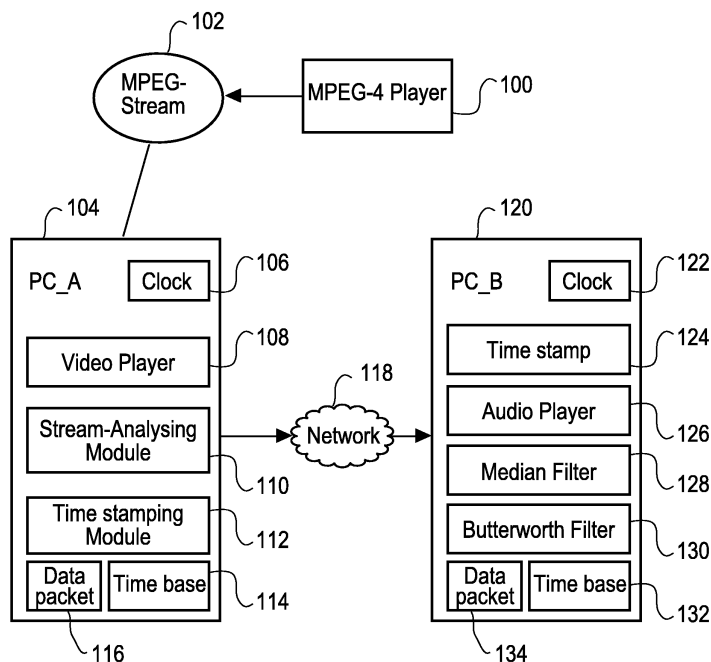 102
MPEG-
Stream
MPEG-4 Player
100
104
PC_A
Clock
106
Video Player
108
Stream-Analysing
Module
110
Time stamping
Module
112
Data
packet
Time base
114
116
118
Network
120
PC_B
Clock
122
Time stamp
124
Audio Player
126
Median Filter
128
Butterworth Filter
130
Data
packet
Time base
132
134